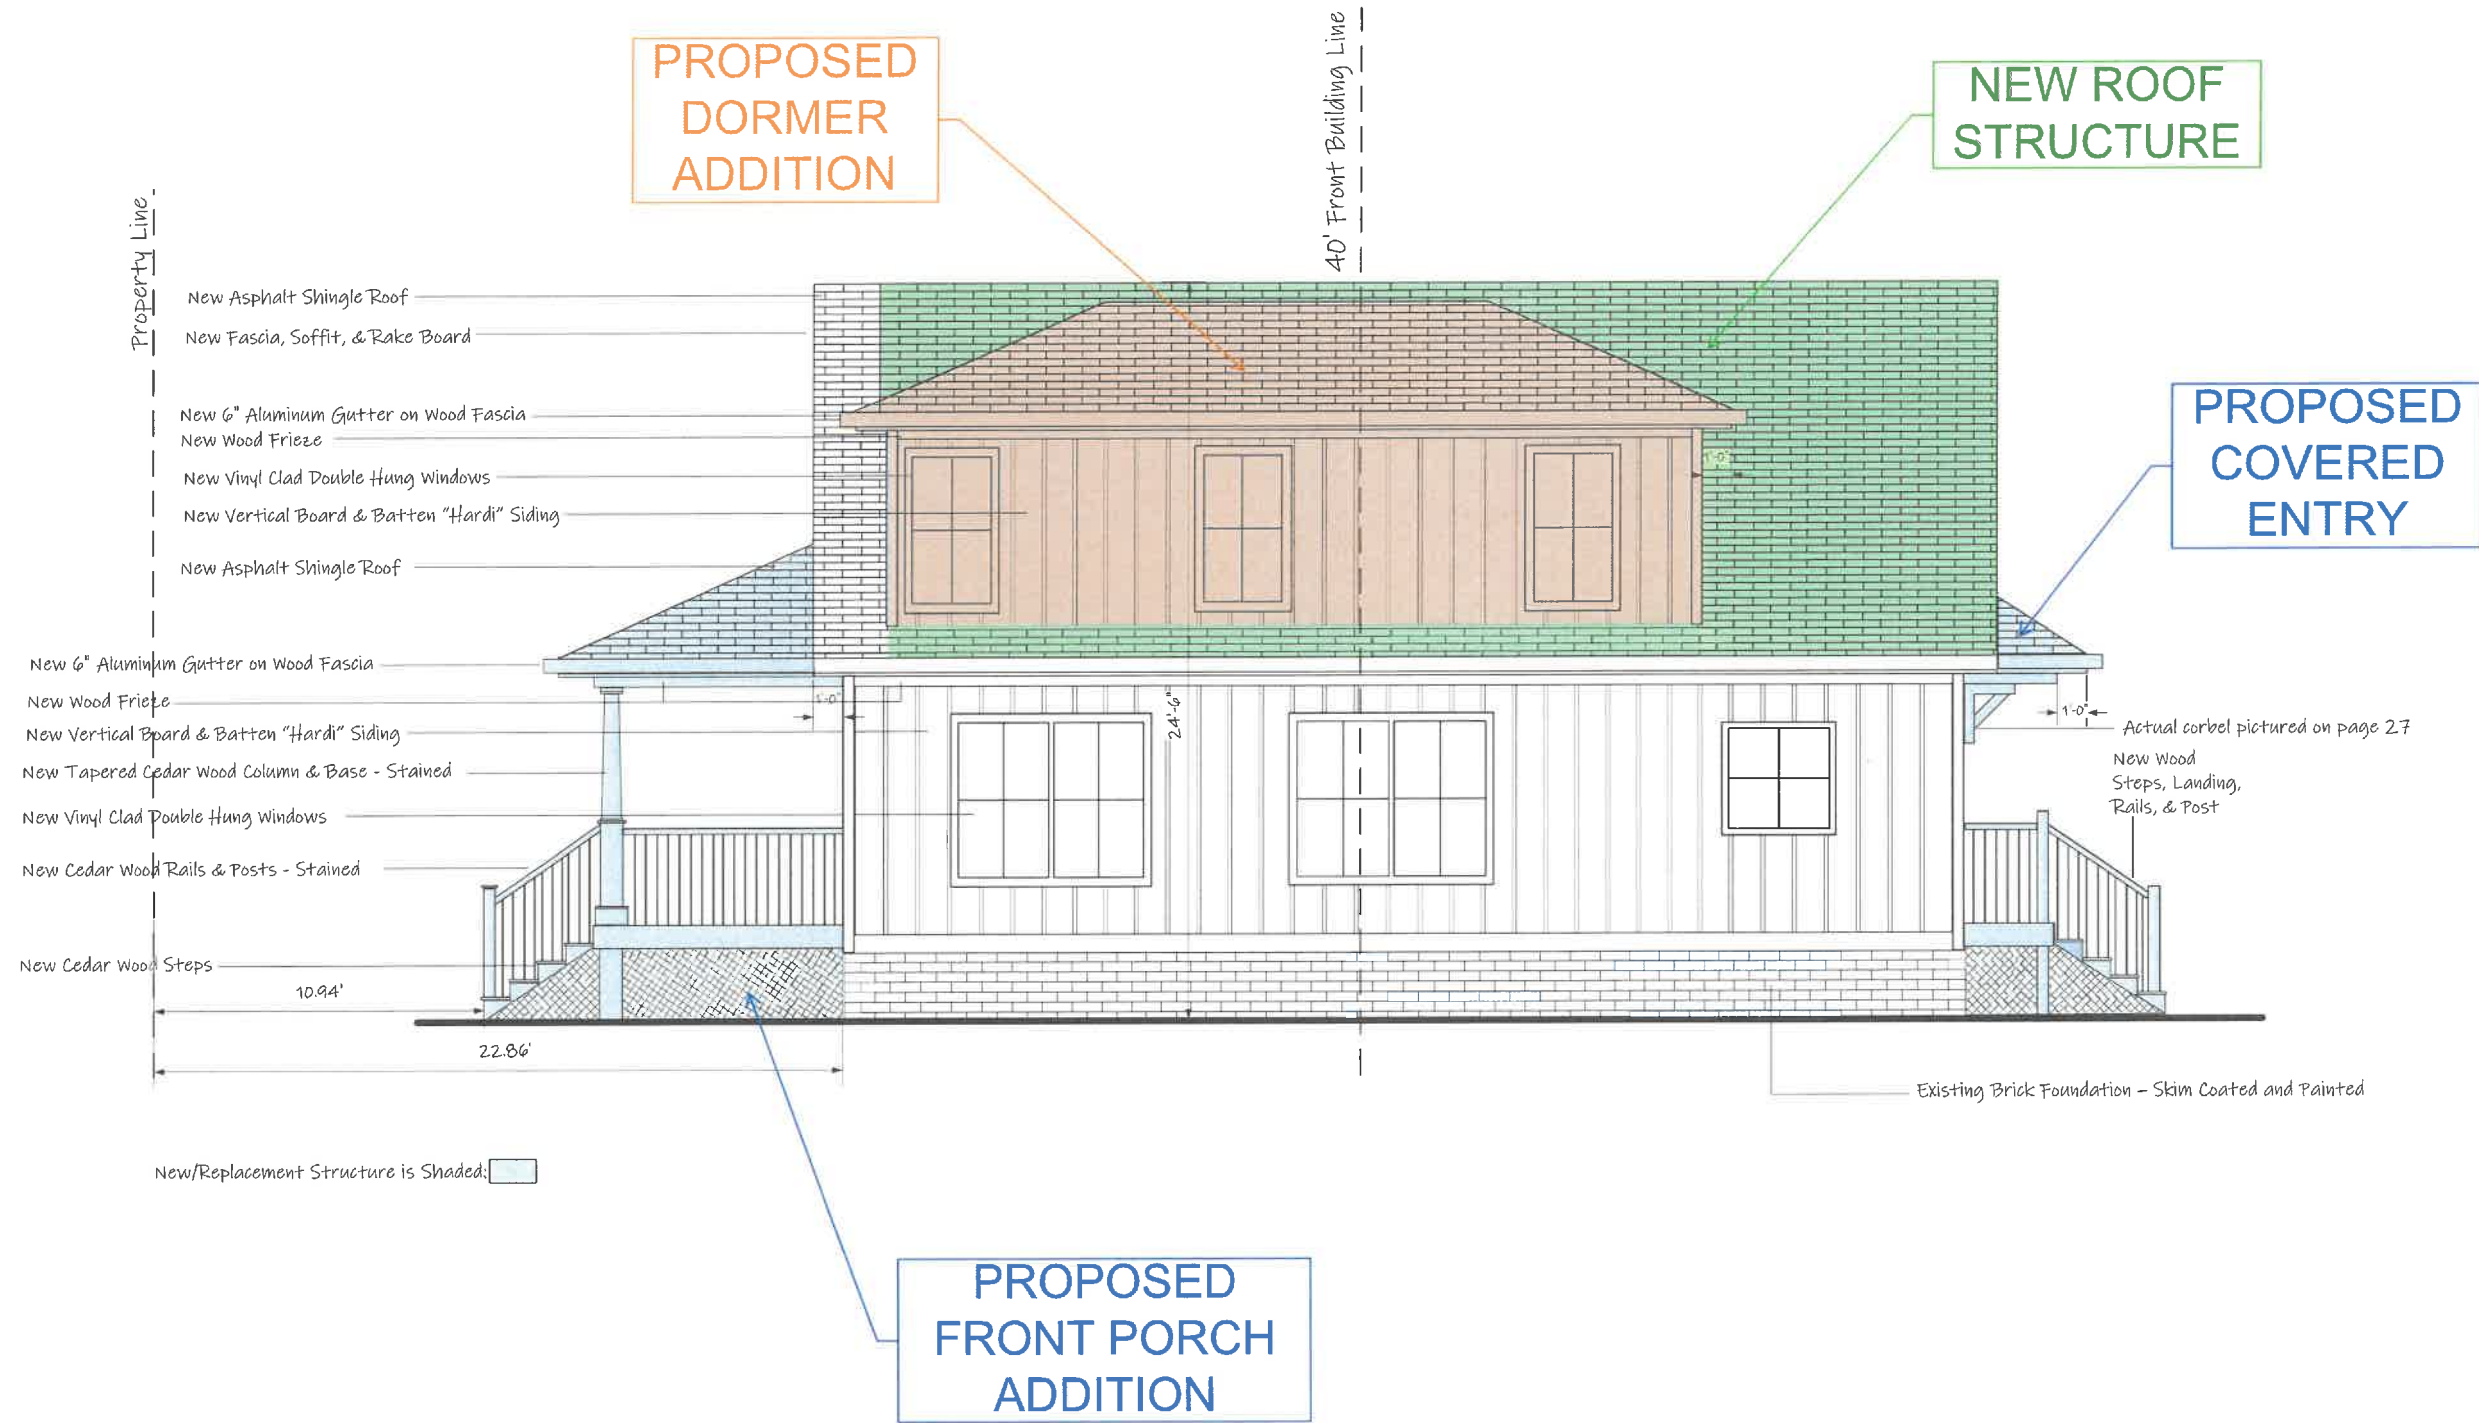 PROPOSED
DORMER
ADDITION
40' Front Building Line
NEW ROOF
STRUCTURE
Property Line
New Asphalt Shingle Roof
New Fascia, Soffit, & Rake Board
PROPOSED
COVERED
ENTRY
New 6" Aluminum Gutter on Wood Fascia
New Wood Frieze
New Vinyl Clad Double Hung Windows
1'-0"
New Vertical Board & Batten "Hardi" Siding
New Asphalt Shingle Roof
New 6" Aluminum Gutter on Wood Fascia
New Wood Frieze
1'-0"
24'-6"
1'-0"
New Vertical Board & Batten "Hardi" Siding
Actual corbel pictured on page 27
New Tapered Cedar Wood Column & Base - Stained
New Wood
Steps, Landing,
Rails, & Post
New Vinyl Clad Double Hung Windows
New Cedar Wood Rails & Posts - Stained
New Cedar Wood Steps
10.94'
22.86'
Existing Brick Foundation – Skim Coated and Painted
New/Replacement Structure is Shaded:
PROPOSED
FRONT PORCH
ADDITION